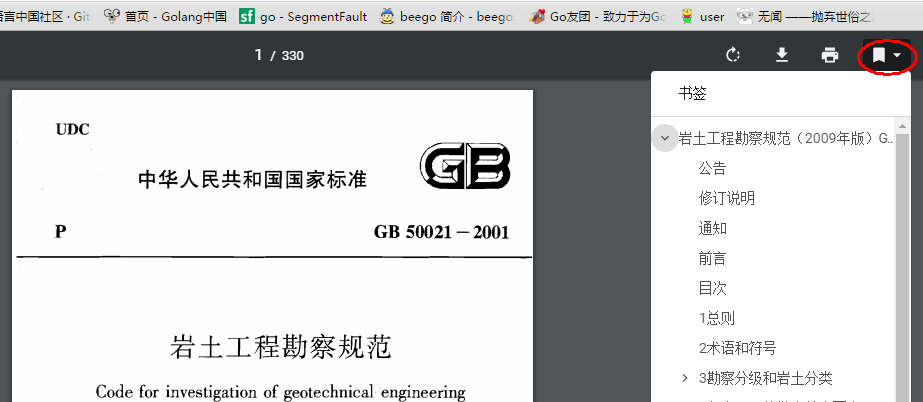 语言中国社区 · Git 首页 - Golang中国 go - SegmentFault beego 简介 - beego: Go友团 - 致力于为Go user 无闻 ——抛弃世俗之
1 / 330
书签
岩土工程勘察规范（2009年版）G...
公告
修订说明
通知
前言
目次
1总则
2术语和符号
3勘察分级和岩土分类
UDC
中华人民共和国国家标准
GB
P GB 50021－2001
岩土工程勘察规范
Code for investigation of geotechnical engineering